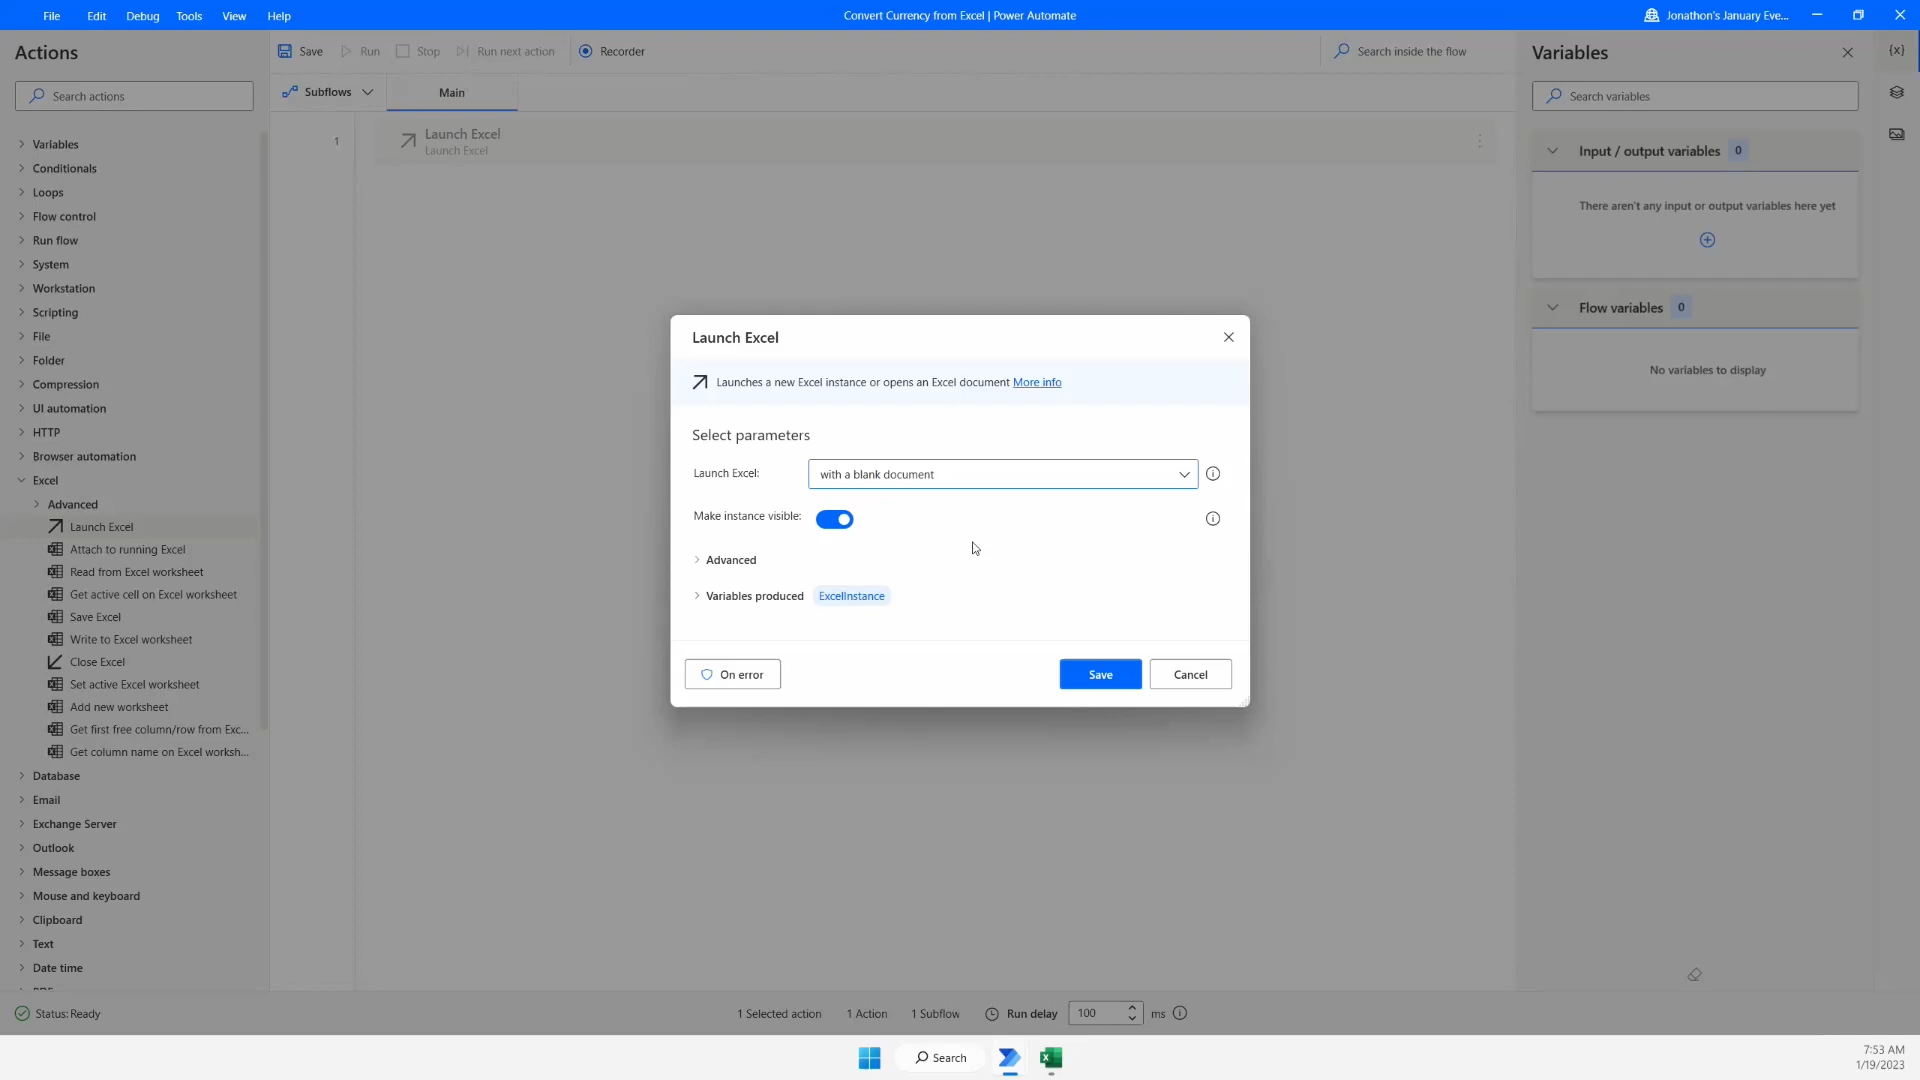 File Edit Debug Tools View Help
Convert Currency from Excel | Power Automate
Jonathon's January Eve...
Actions
Save Run Stop Run next action Recorder
Search inside the flow
Variables
{x}
Search actions
Subflows
Main
Search variables
Variables
Conditionals
Loops
Flow control
Run flow
System
Workstation
Scripting
File
Folder
Compression
UI automation
HTTP
Browser automation
Excel
Advanced
Launch Excel
Attach to running Excel
Read from Excel worksheet
Get active cell on Excel worksheet
Save Excel
Write to Excel worksheet
Close Excel
Set active Excel worksheet
Add new worksheet
Get first free column/row from Exc...
Get column name on Excel worksh...
Database
Email
Exchange Server
Outlook
Message boxes
Mouse and keyboard
Clipboard
Text
Date time
1
Launch Excel
Launch Excel
Launch Excel
Launches a new Excel instance or opens an Excel document More info
Select parameters
Launch Excel: with a blank document
Make instance visible:
Advanced
Variables produced ExcelInstance
On error
Save
Cancel
Input / output variables 0
There aren't any input or output variables here yet
Flow variables 0
No variables to display
Status: Ready
1 Selected action 1 Action 1 Subflow Run delay 100 ms
Search
7:53 AM
1/19/2023